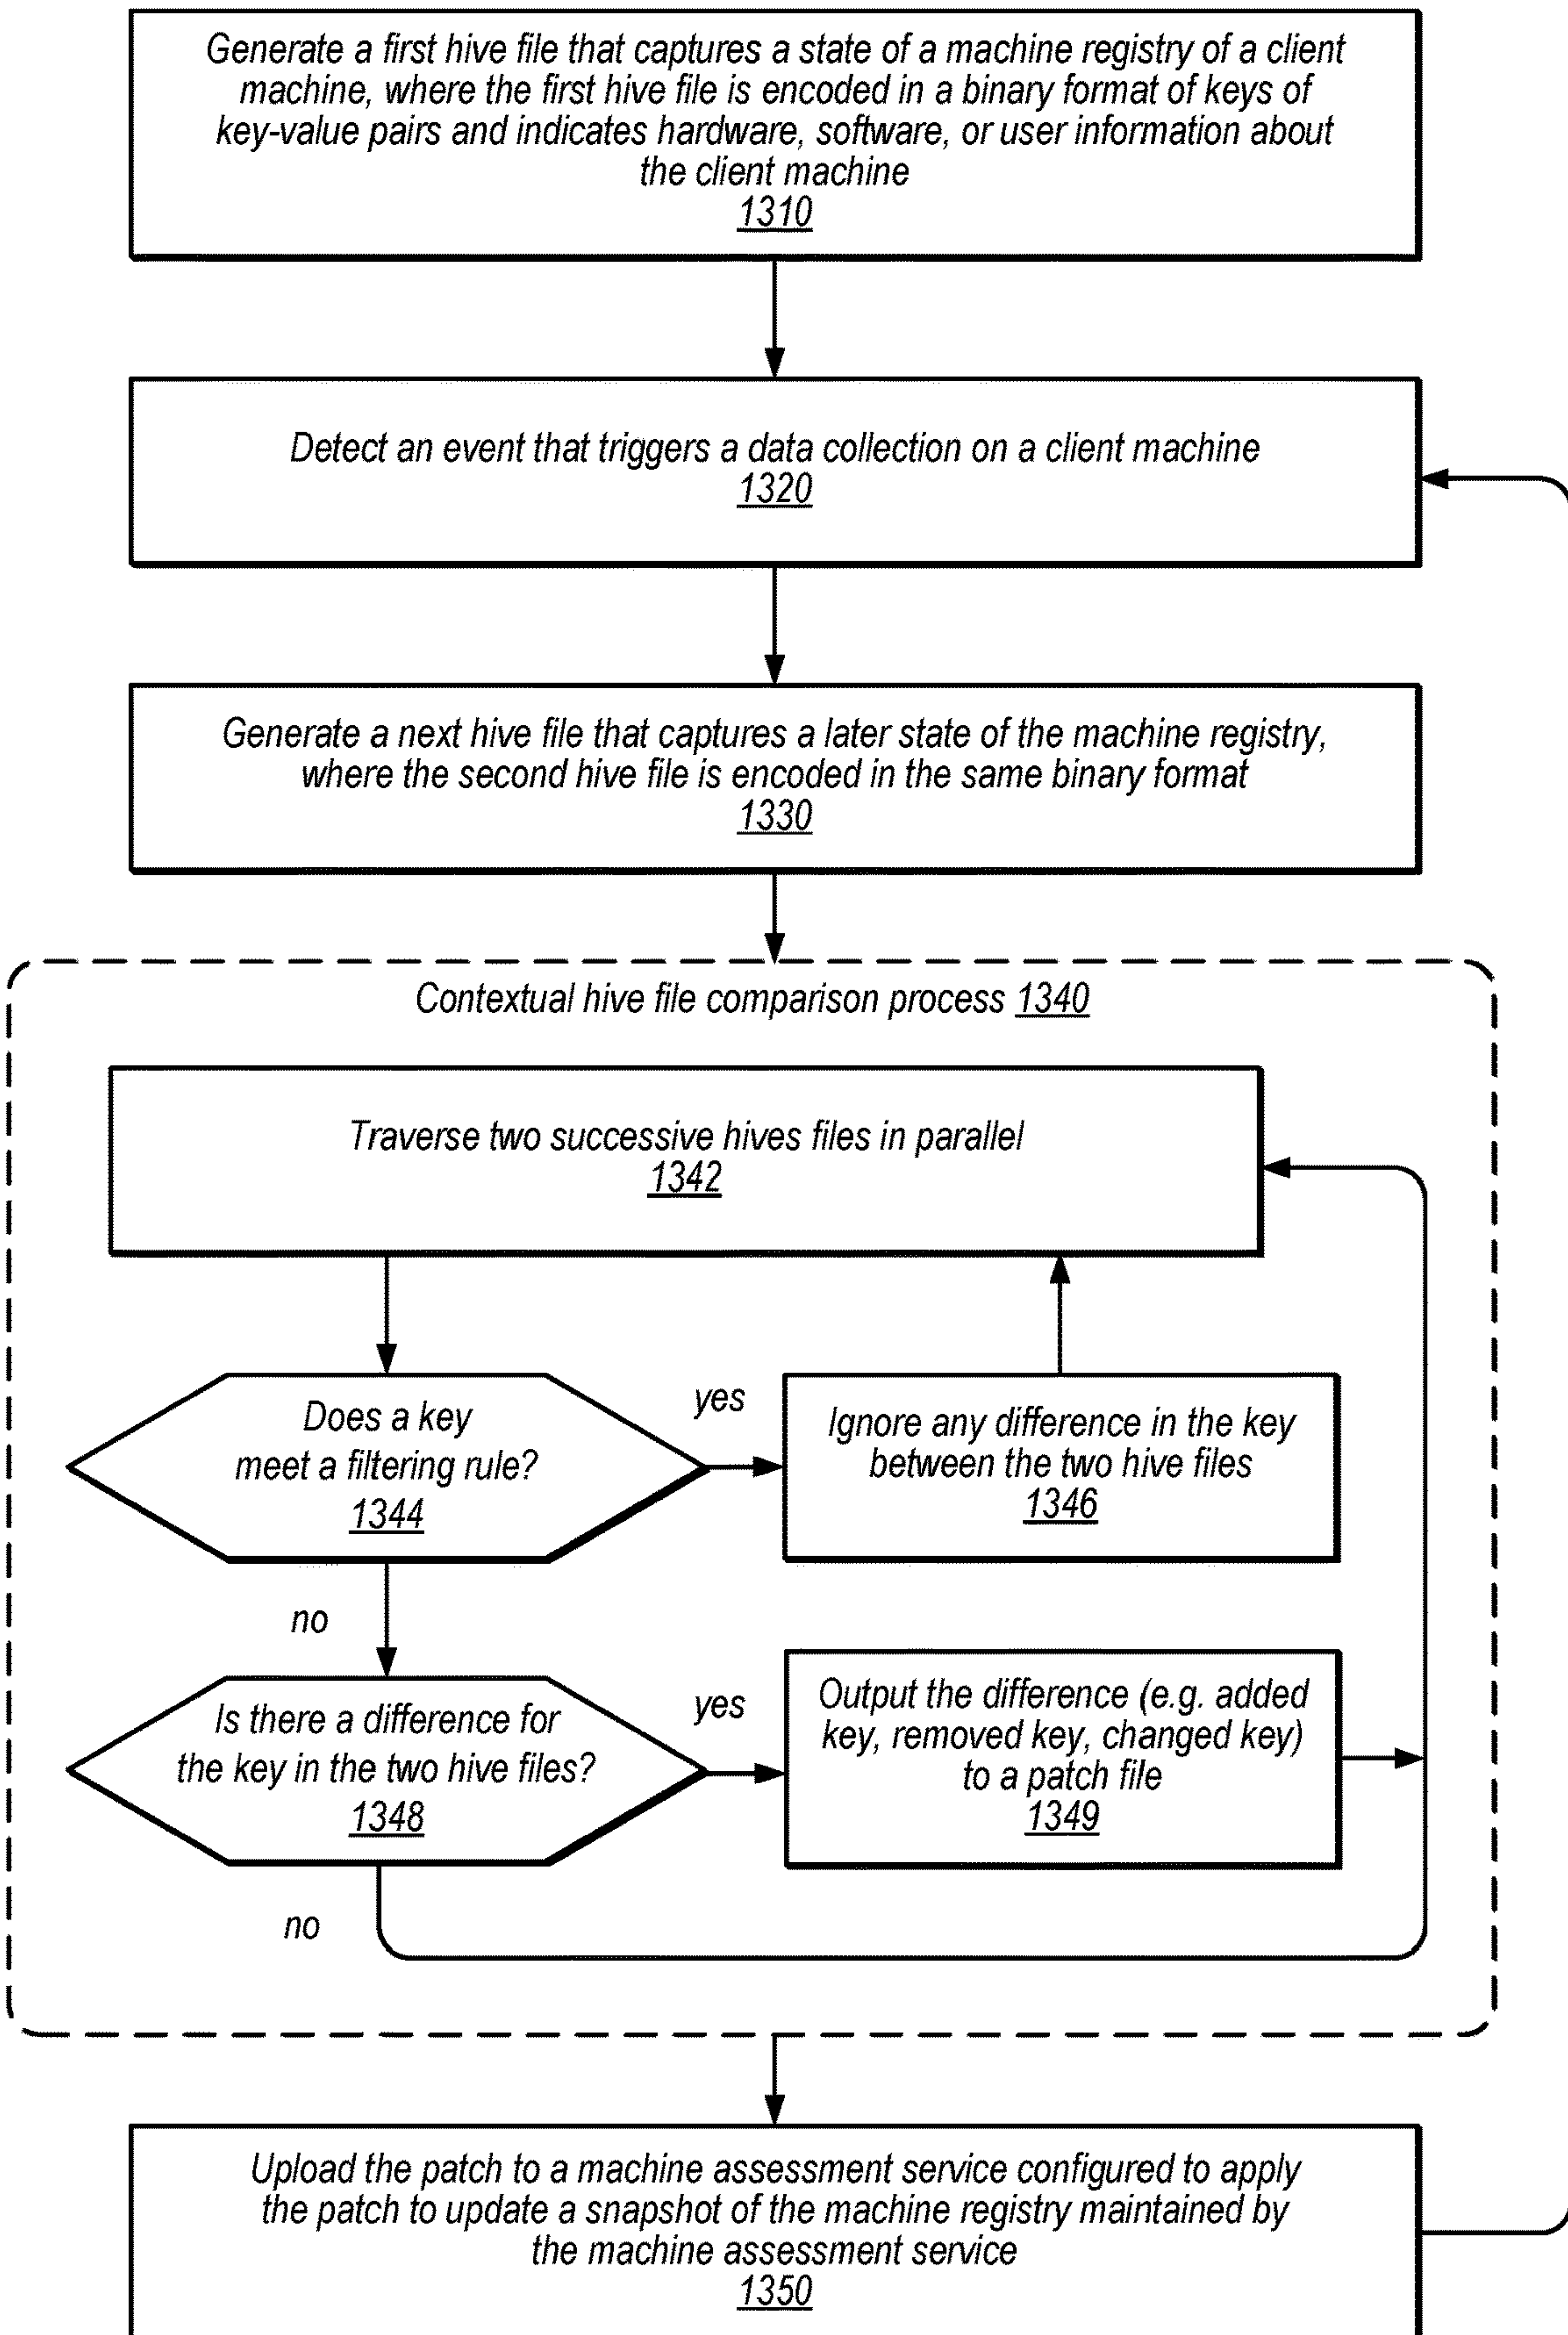 Generate a first hive file that captures a state of a machine registry of a client
machine, where the first hive file is encoded in a binary format of keys of
key-value pairs and indicates hardware, software, or user information about
the client machine
1310
Detect an event that triggers a data collection on a client machine
1320
Generate a next hive file that captures a later state of the machine registry,
where the second hive file is encoded in the same binary format
1330
Contextual hive file comparison process 1340
Traverse two successive hives files in parallel
1342
Does a key
meet a filtering rule?
1344
yes
Ignore any difference in the key
between the two hive files
1346
no
Is there a difference for
the key in the two hive files?
1348
yes
Output the difference (e.g. added
key, removed key, changed key)
to a patch file
1349
no
Upload the patch to a machine assessment service configured to apply
the patch to update a snapshot of the machine registry maintained by
the machine assessment service
1350